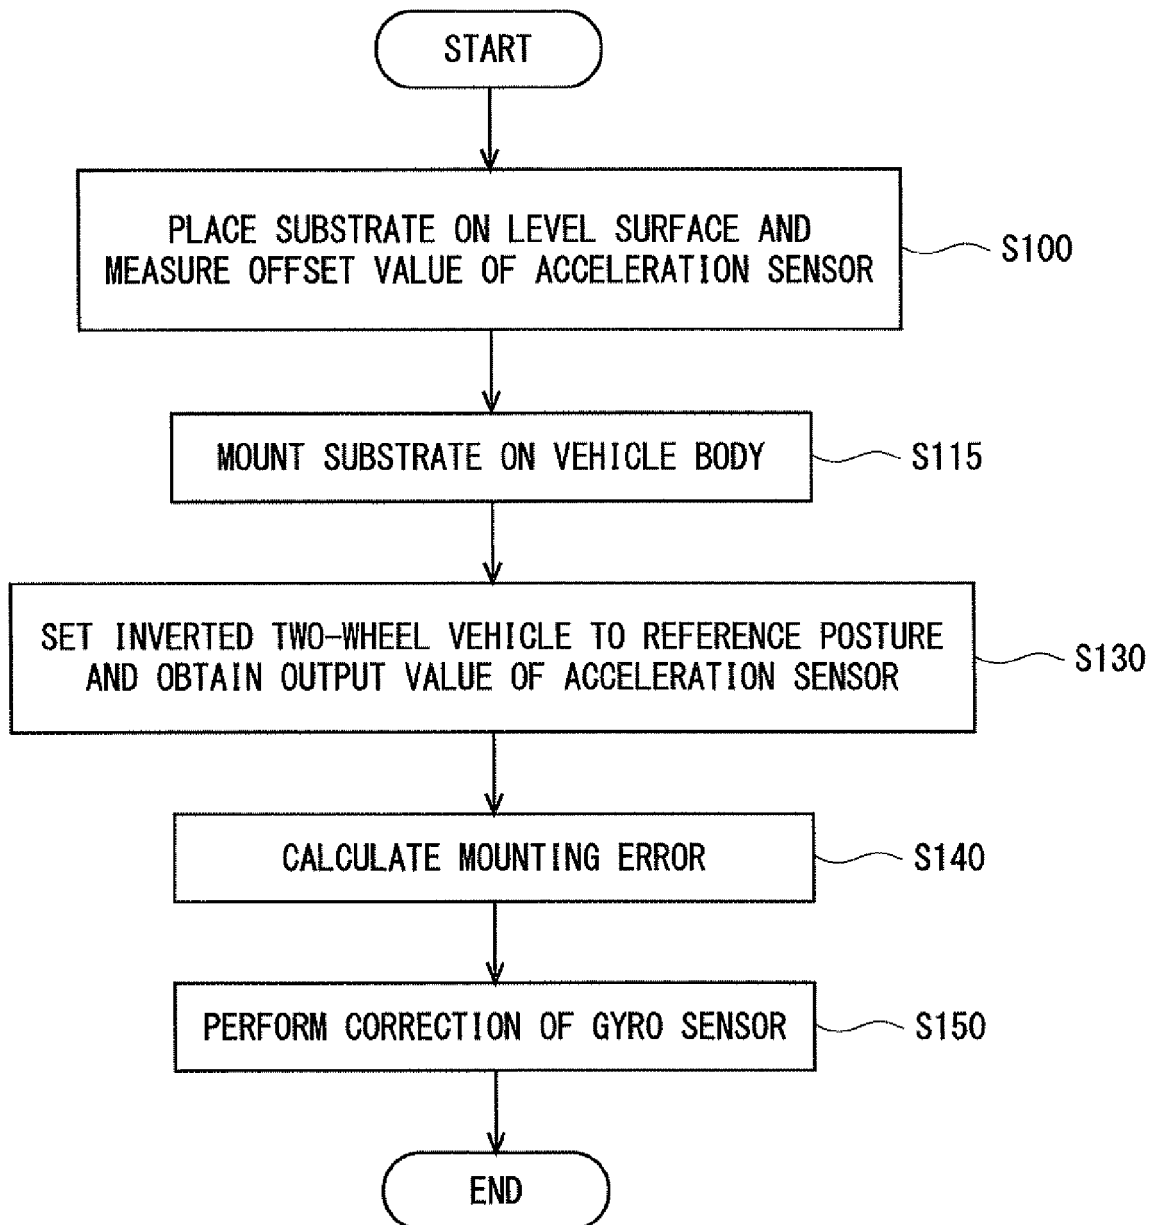 START
PLACE SUBSTRATE ON LEVEL SURFACE AND
MEASURE OFFSET VALUE OF ACCELERATION SENSOR
S100
MOUNT SUBSTRATE ON VEHICLE BODY
S115
SET INVERTED TWO-WHEEL VEHICLE TO REFERENCE POSTURE
AND OBTAIN OUTPUT VALUE OF ACCELERATION SENSOR
S130
CALCULATE MOUNTING ERROR
S140
PERFORM CORRECTION OF GYRO SENSOR
S150
END